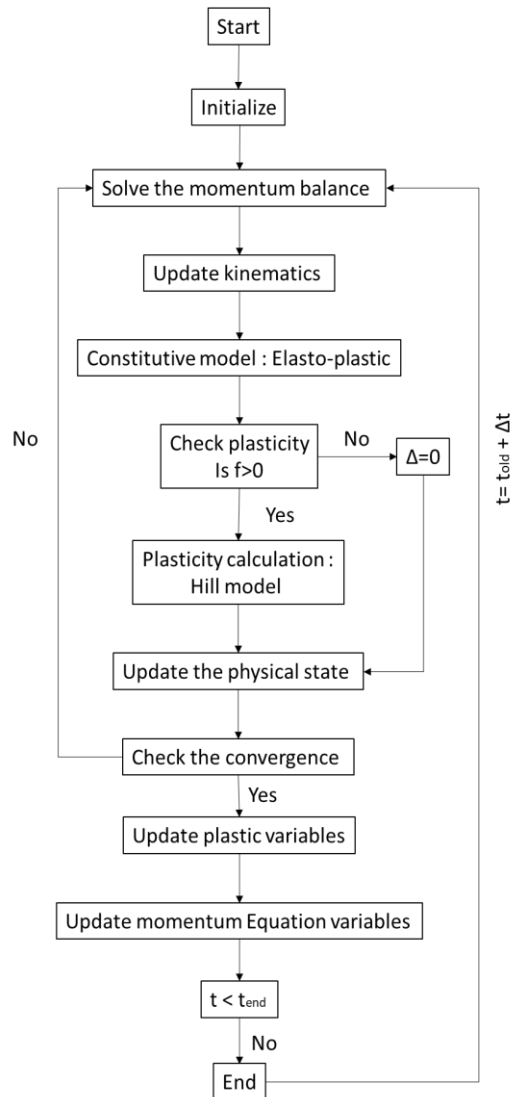 Start
Initialize
Solve the momentum balance
Update kinematics
Constitutive model : Elasto-plastic
No
Check plasticity
Is f>0
No
Δ=0
t= told + Δt
Yes
Plasticity calculation :
Hill model
Update the physical state
Check the convergence
Yes
Update plastic variables
Update momentum Equation variables
t < tend
No
End